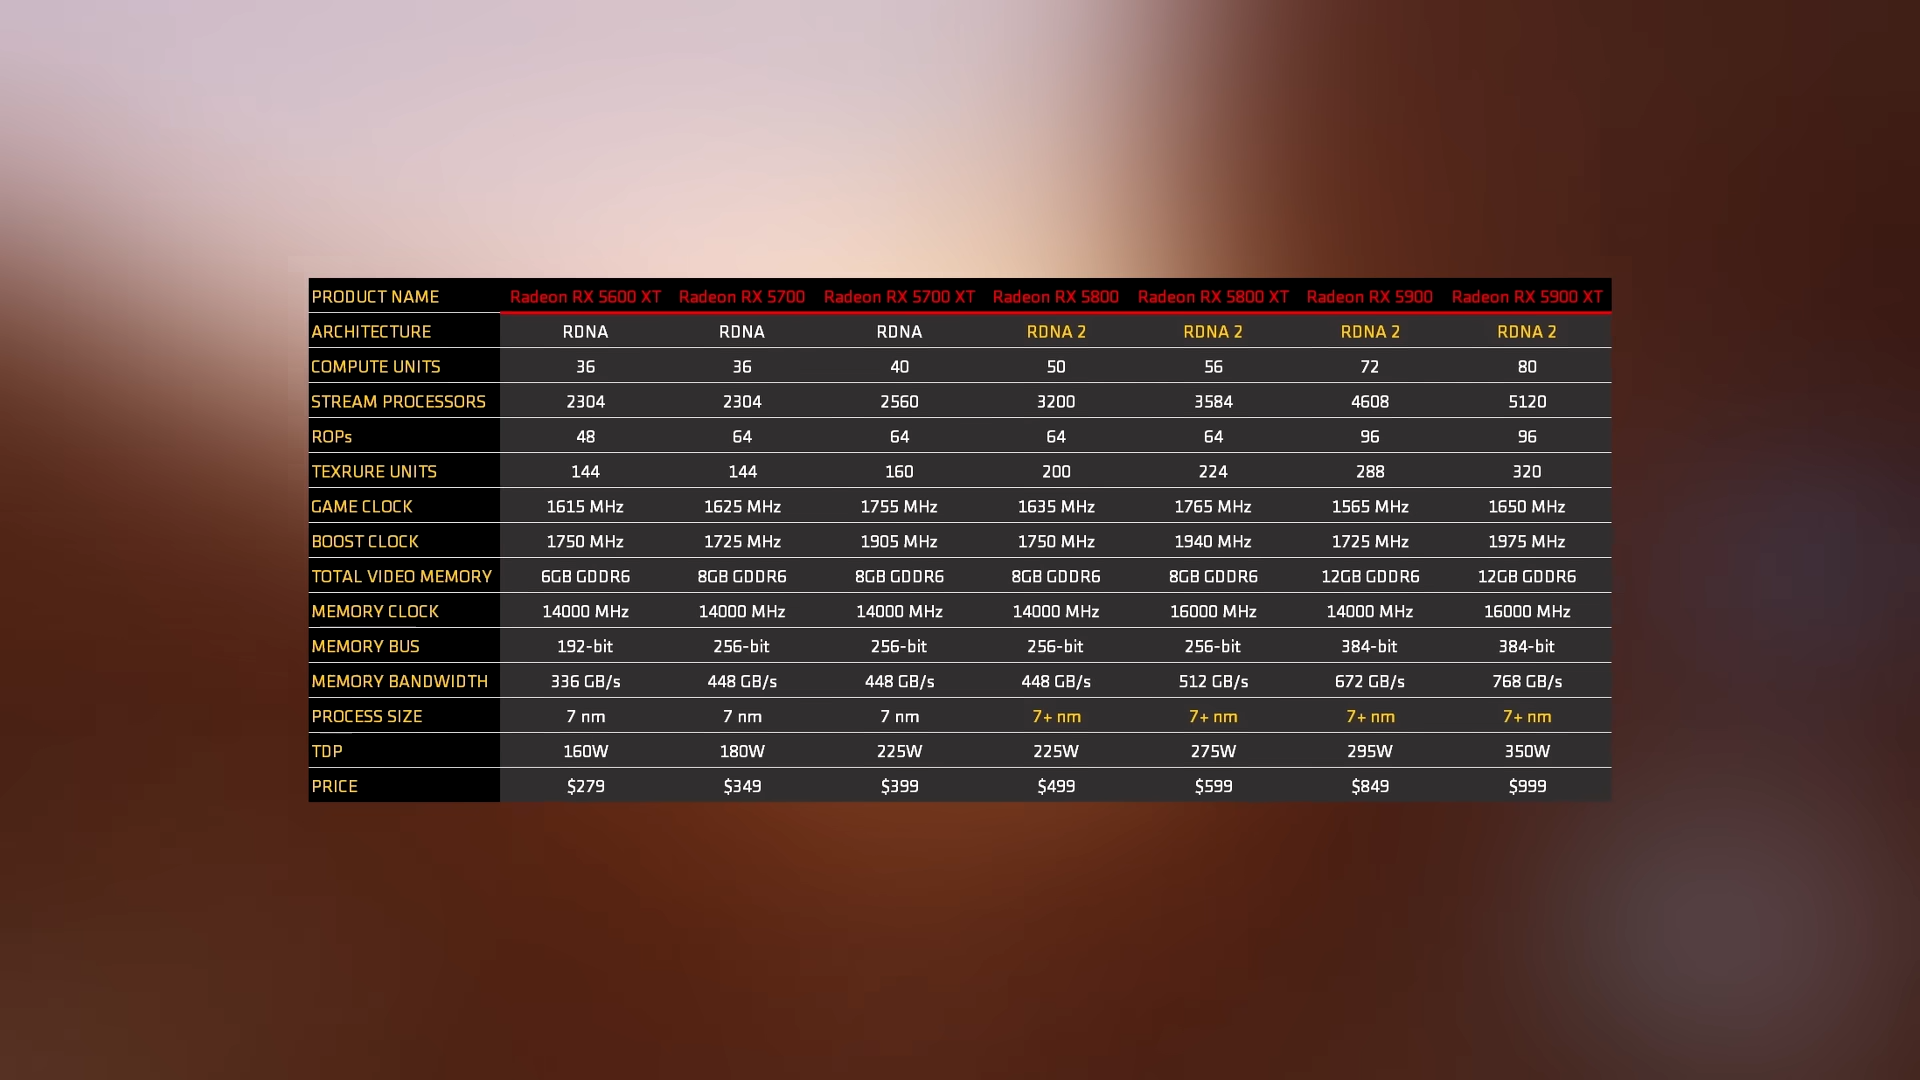 PRODUCT NAME Radeon RX 5600 XT Radeon RX 5700 Radeon RX 5700 XT Radeon RX 5800 Radeon RX 5800 XT Radeon RX 5900 Radeon RX 5900 XT
ARCHITECTURE RDNA RDNA RDNA RDNA 2 RDNA 2 RDNA 2 RDNA 2
COMPUTE UNITS 36 36 40 50 56 72 80
STREAM PROCESSORS 2304 2304 2560 3200 3584 4608 5120
ROPs 48 64 64 64 64 96 96
TEXRURE UNITS 144 144 160 200 224 288 320
GAME CLOCK 1615 MHz 1625 MHz 1755 MHz 1635 MHz 1765 MHz 1565 MHz 1650 MHz
BOOST CLOCK 1750 MHz 1725 MHz 1905 MHz 1750 MHz 1940 MHz 1725 MHz 1975 MHz
TOTAL VIDEO MEMORY 6GB GDDR6 8GB GDDR6 8GB GDDR6 8GB GDDR6 8GB GDDR6 12GB GDDR6 12GB GDDR6
MEMORY CLOCK 14000 MHz 14000 MHz 14000 MHz 14000 MHz 16000 MHz 14000 MHz 16000 MHz
MEMORY BUS 192-bit 256-bit 256-bit 256-bit 256-bit 384-bit 384-bit
MEMORY BANDWIDTH 336 GB/s 448 GB/s 448 GB/s 448 GB/s 512 GB/s 672 GB/s 768 GB/s
PROCESS SIZE 7 nm 7 nm 7 nm 7+ nm 7+ nm 7+ nm 7+ nm
TDP 160W 180W 225W 225W 275W 295W 350W
PRICE $279 $349 $399 $499 $599 $849 $999